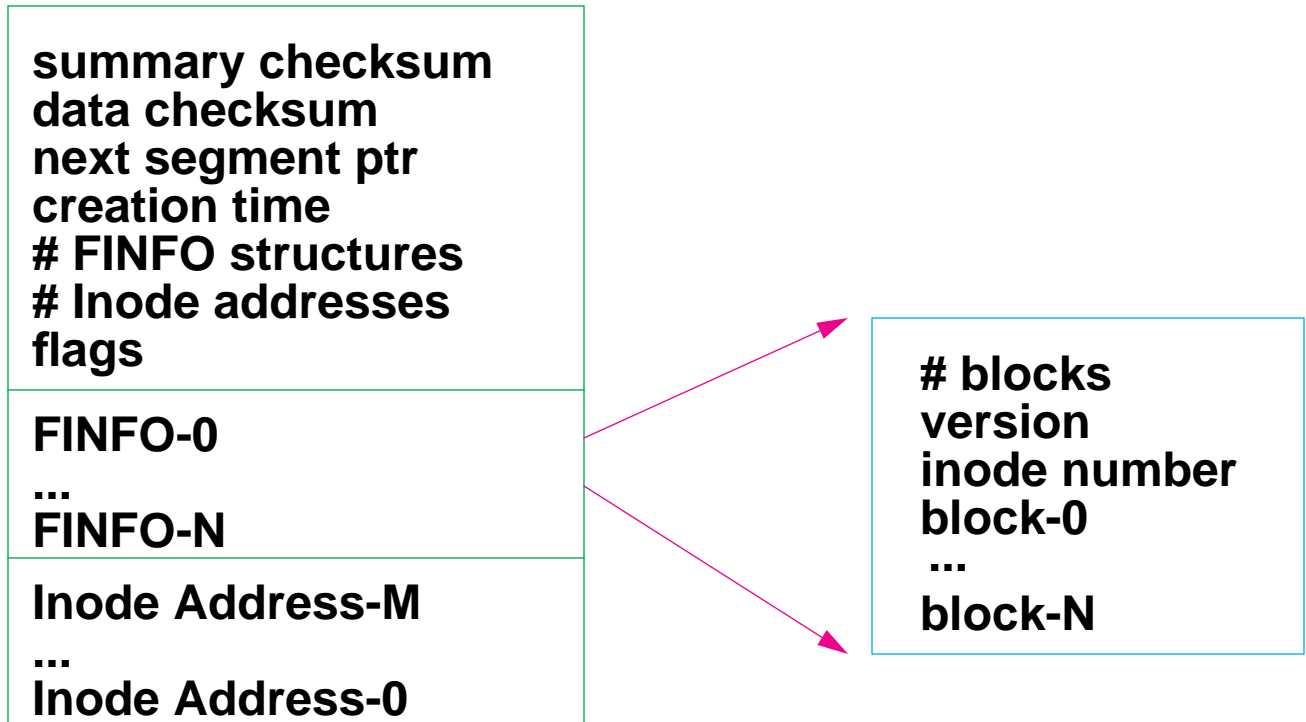 summary checksum
data checksum
next segment ptr
creation time
# FINFO structures
# Inode addresses
flags
FINFO-0
...
FINFO-N
Inode Address-M
...
Inode Address-0
# blocks
version
inode number
block-0
...
block-N